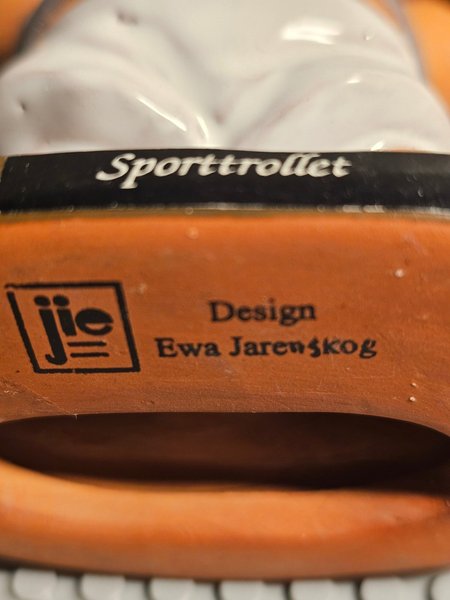 Sporttrollet
jie
Design
Ewa Jarenskog